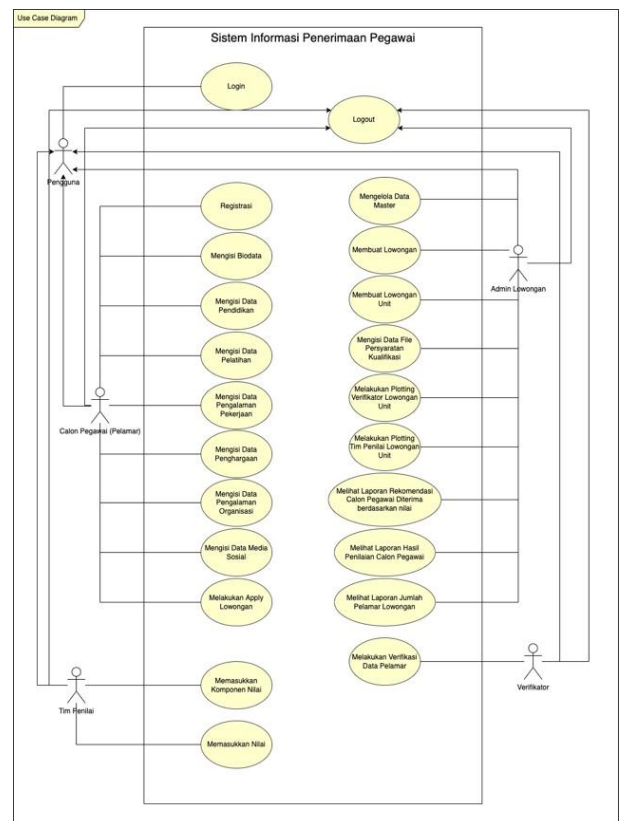 Use Case Diagram
Sistem Informasi Penerimaan Pegawai
Login
Logout
Pengguna
Registrasi
Mengelola Data
Master
Mengisi Biodata
Membuat Lowongan
Admin Lowongan
Mengisi Data
Pendidikan
Membuat Lowongan
Unit
Mengisi Data
Pelatihan
Mengisi Data File
Persyaratan
Kualifikasi
Mengisi Data
Pengalaman
Pekerjaan
Melakukan Plotting
Verifikator Lowongan
Unit
Calon Pegawai (Pelamar)
Mengisi Data
Penghargaan
Melakukan Plotting
Tim Penilai Lowongan
Unit
Mengisi Data
Pengalaman
Organisasi
Melihat Laporan Rekomendasi
Calon Pegawai Diterima
berdasarkan nilai
Mengisi Data Media
Sosial
Melihat Laporan Hasil
Penilaian Calon Pegawai
Melakukan Apply
Lowongan
Melihat Laporan Jumlah
Pelamar Lowongan
Melakukan Verifikasi
Data Pelamar
Verifikator
Memasukkan
Komponen Nilai
Tim Penilai
Memasukkan Nilai